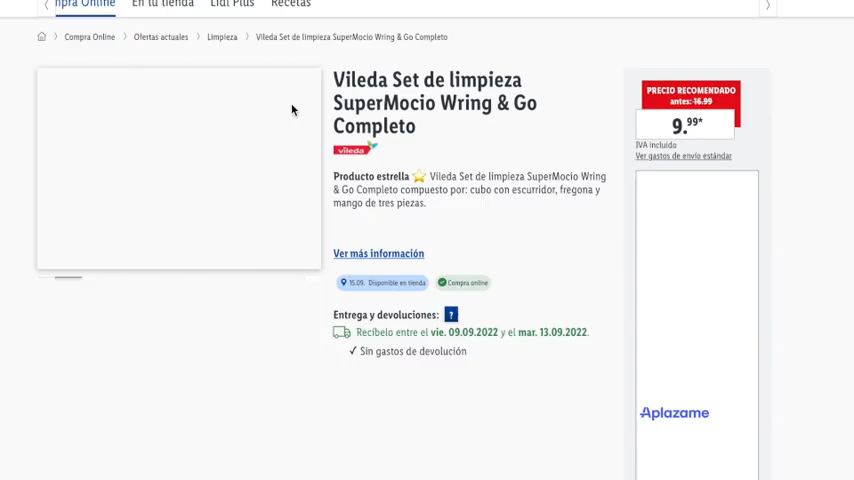 mpra Online En tu tienda Lidl Plus Recetas
Compra Online Ofertas actuales Limpieza Vileda Set de limpieza SuperMocio Wring & Go Completo
Vileda Set de limpieza
SuperMocio Wring & Go
Completo
vileda
Producto estrella ⭐ Vileda Set de limpieza SuperMocio Wring
& Go Completo compuesto por: cubo con escurridor, fregona y
mango de tres piezas.
Ver más información
15.09. Disponible en tienda Compra online
Entrega y devoluciones: ?
Recíbelo entre el vie. 09.09.2022 y el mar. 13.09.2022.
✓ Sin gastos de devolución
PRECIO RECOMENDADO
antes: 16.99
9.99*
IVA incluido
Ver gastos de envío estándar
Aplazame